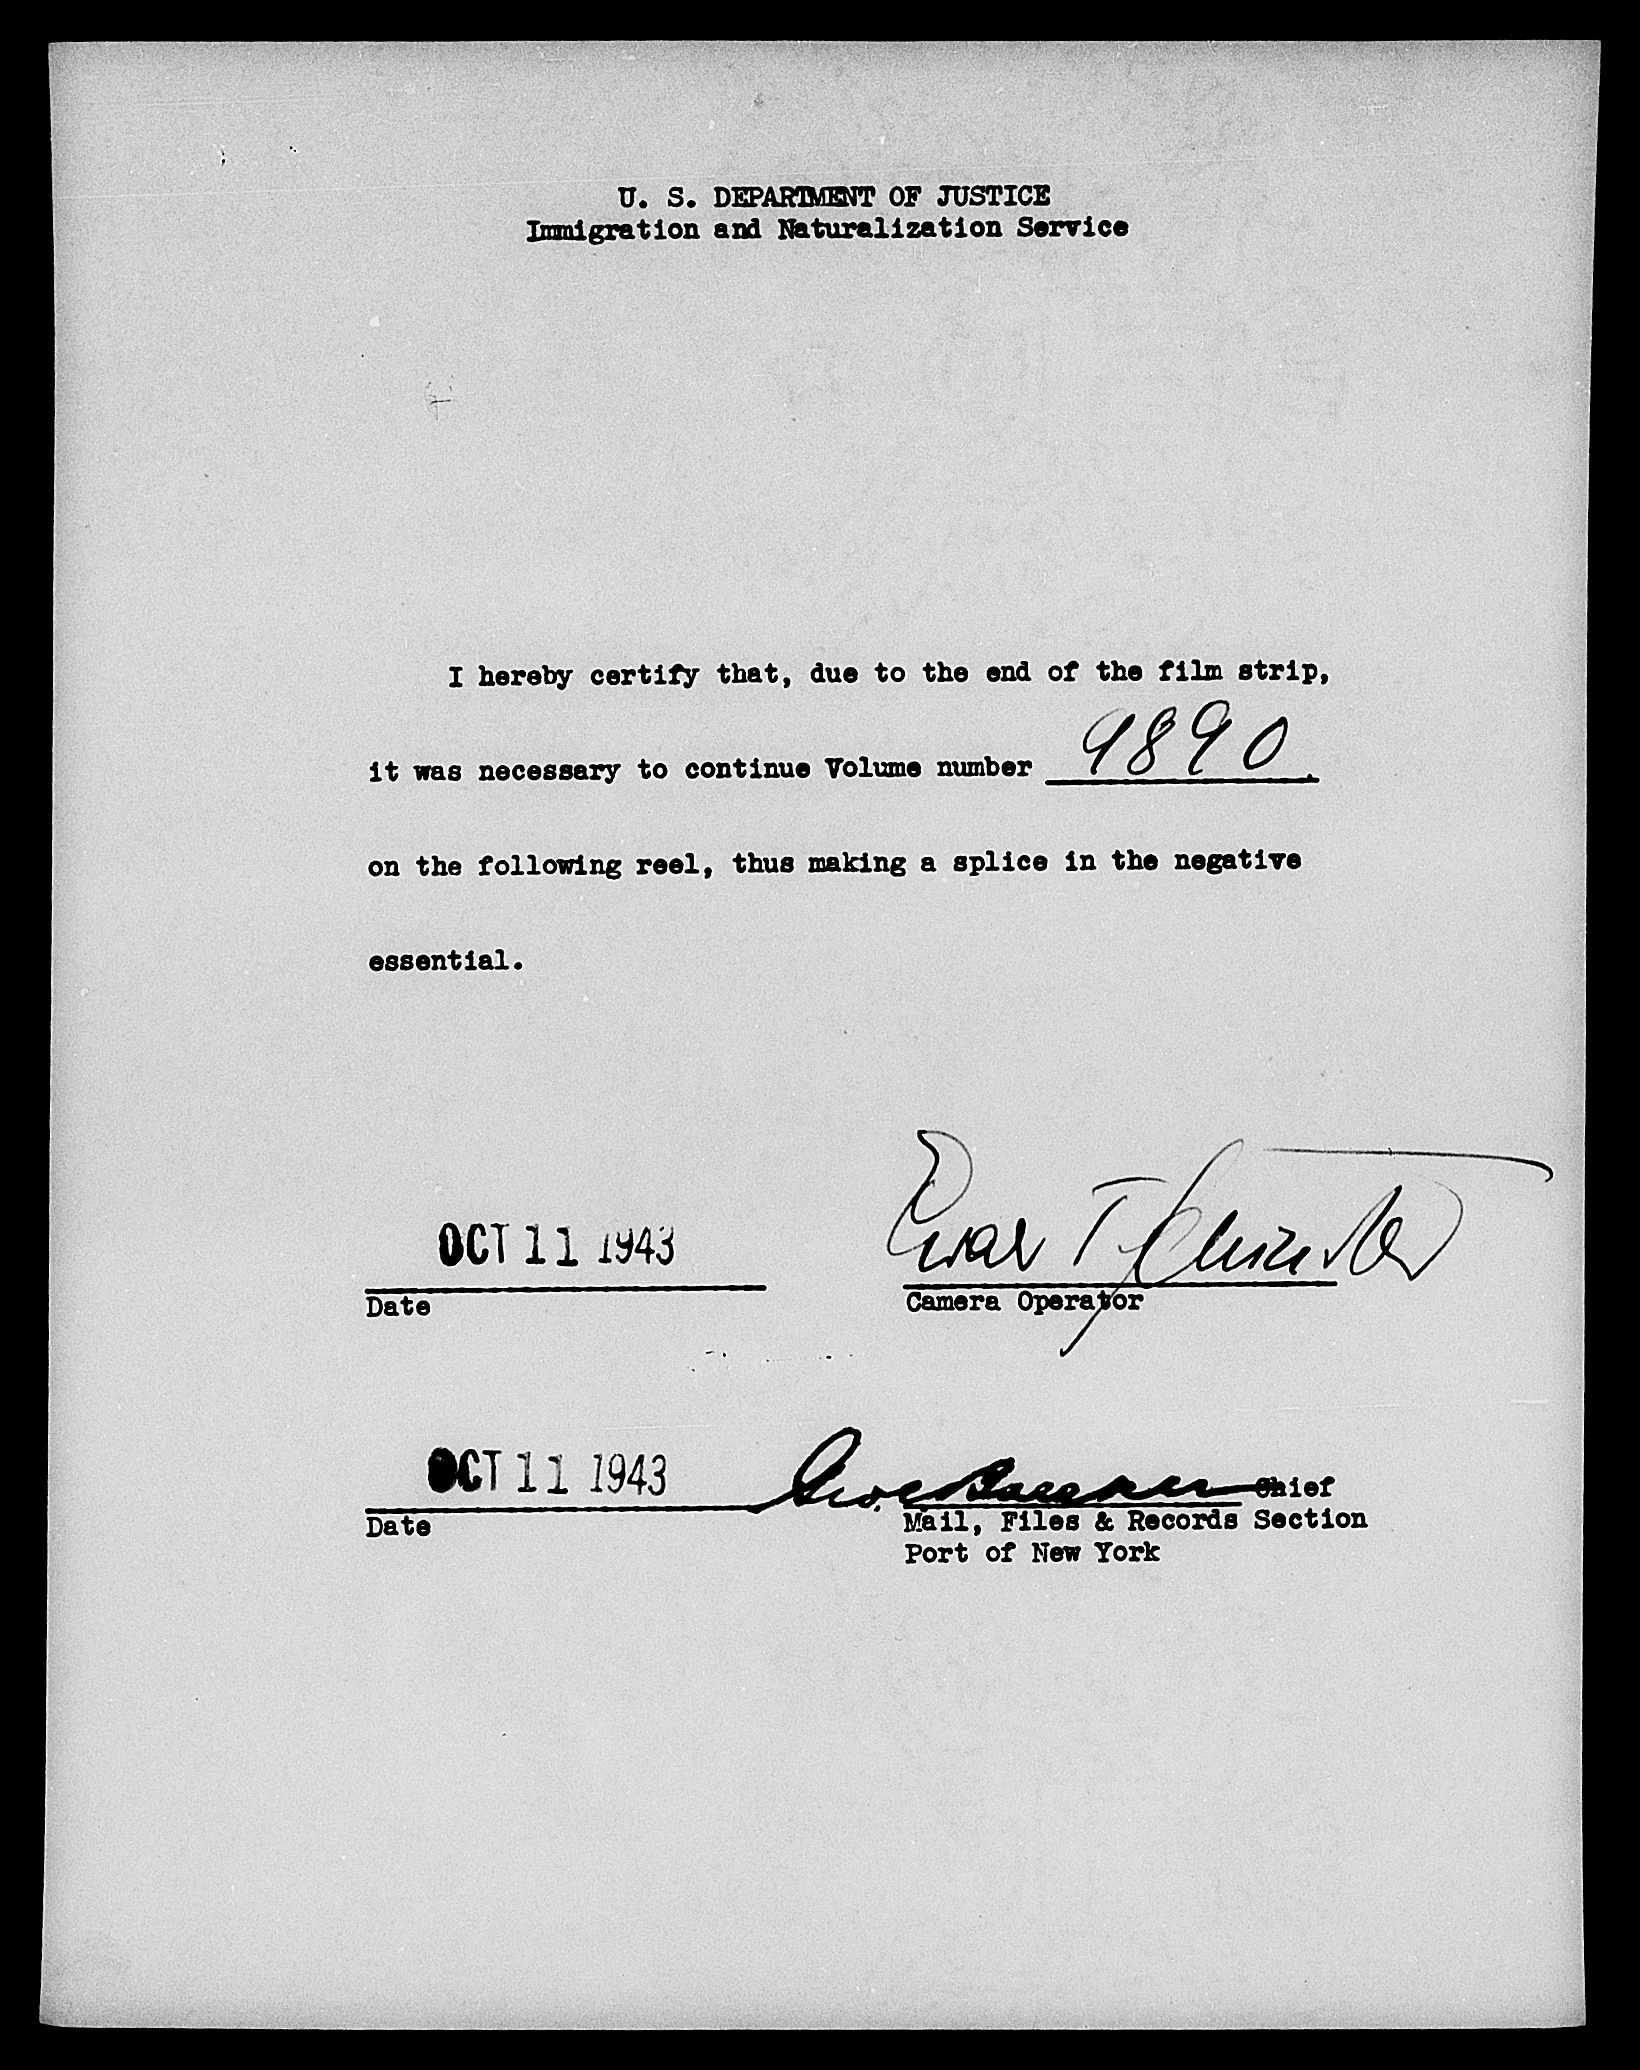 U. S. DEPARTMENT OF JUSTICE
Immigration and Naturalization Service
I hereby certify that, due to the end of the film strip,
it was necessary to continue Volume number 9890.
on the following reel, thus making a splice in the negative
essential.
OCT 11 1943
Date
Camera Operator
OCT 11 1943
Date
Chief
Mail, Files & Records Section
Port of New York